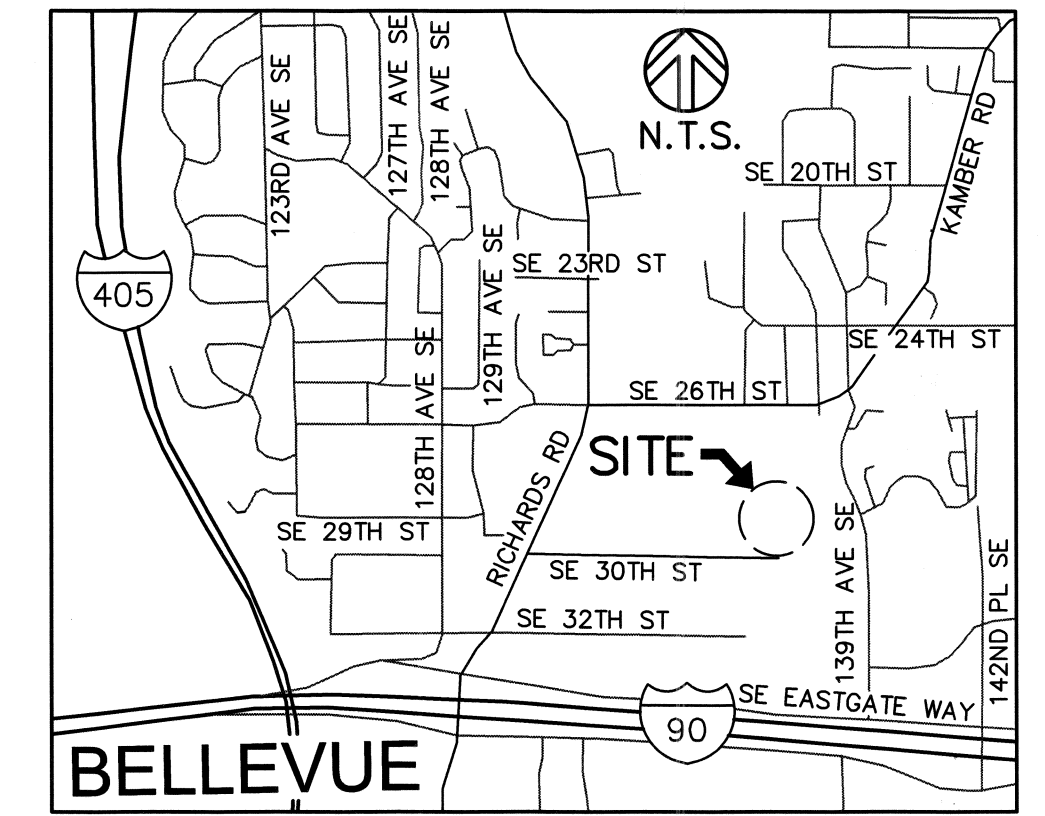 123RD AVE SE
127TH AVE SE
128TH AVE SE
N.T.S.
SE 20TH ST
KAMBER RD
129TH AVE SE
SE 23RD ST
405
SE 24TH ST
128TH AVE SE
SE 26TH ST
RICHARDS RD
SITE
SE 29TH ST
SE 30TH ST
139TH AVE SE
142ND PL SE
SE 32TH ST
SE EASTGATE WAY
90
BELLEVUE